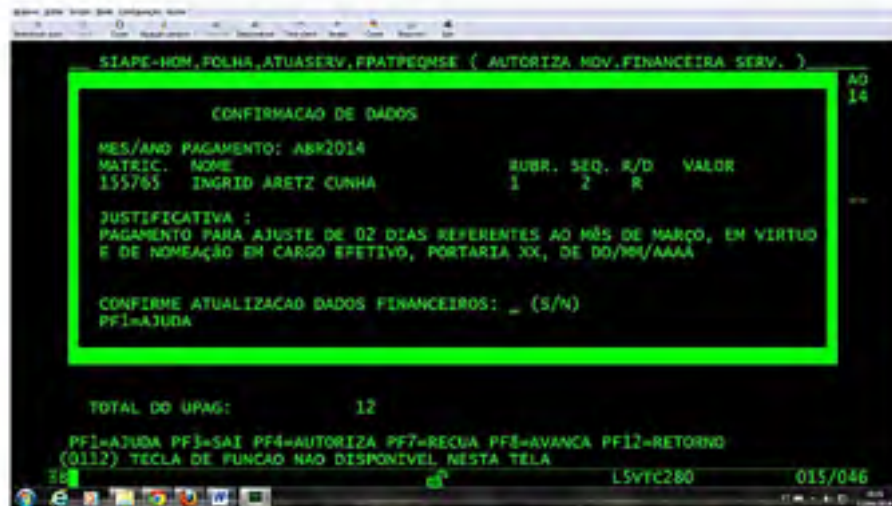 SIAPE-HOM,FOLHA,ATUASERV,FPATPEQMSE ( AUTORIZA MOV.FINANCEIRA SERV. )
AO
14
CONFIRMACAO DE DADOS
MES/ANO PAGAMENTO: ABR2014
MATRIC. NOME RUBR. SEQ. R/D VALOR
155765 INGRID ARETZ CUNHA 1 2 R
JUSTIFICATIVA :
PAGAMENTO PARA AJUSTE DE 02 DIAS REFERENTES AO MêS DE MARçO, EM VIRTUD
E DE NOMEAçãO EM CARGO EFETIVO, PORTARIA XX, DE DD/MM/AAAA
CONFIRME ATUALIZACAO DADOS FINANCEIROS: _ (S/N)
PF1=AJUDA
TOTAL DO UPAG: 12
PF1=AJUDA PF3=SAI PF4=AUTORIZA PF7=RECUA PF8=AVANCA PF12=RETORNO
(0112) TECLA DE FUNCAO NAO DISPONIVEL NESTA TELA
015/046